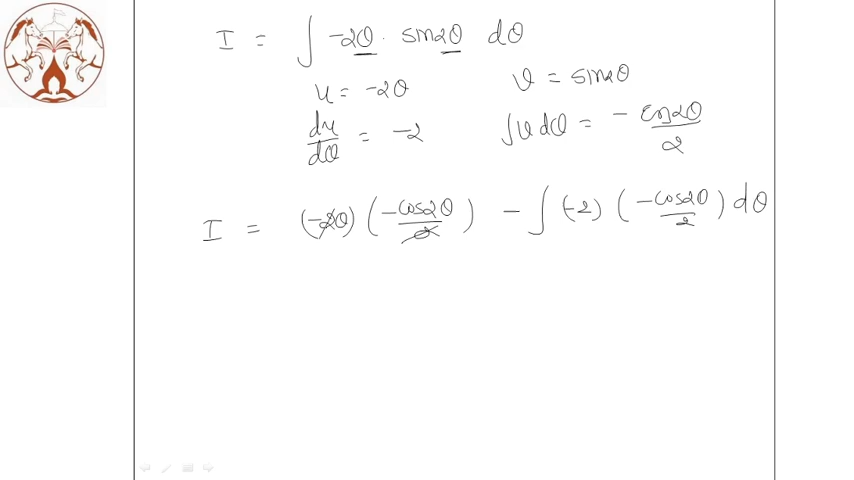 I = ∫ -2θ · sin2θ dθ
u = -2θ v = sin2θ
du/dθ = -2 ∫v dθ = - cos2θ/2
I = (-2θ) (-cos2θ/2) - ∫ (-2) (-cos2θ/2) dθ